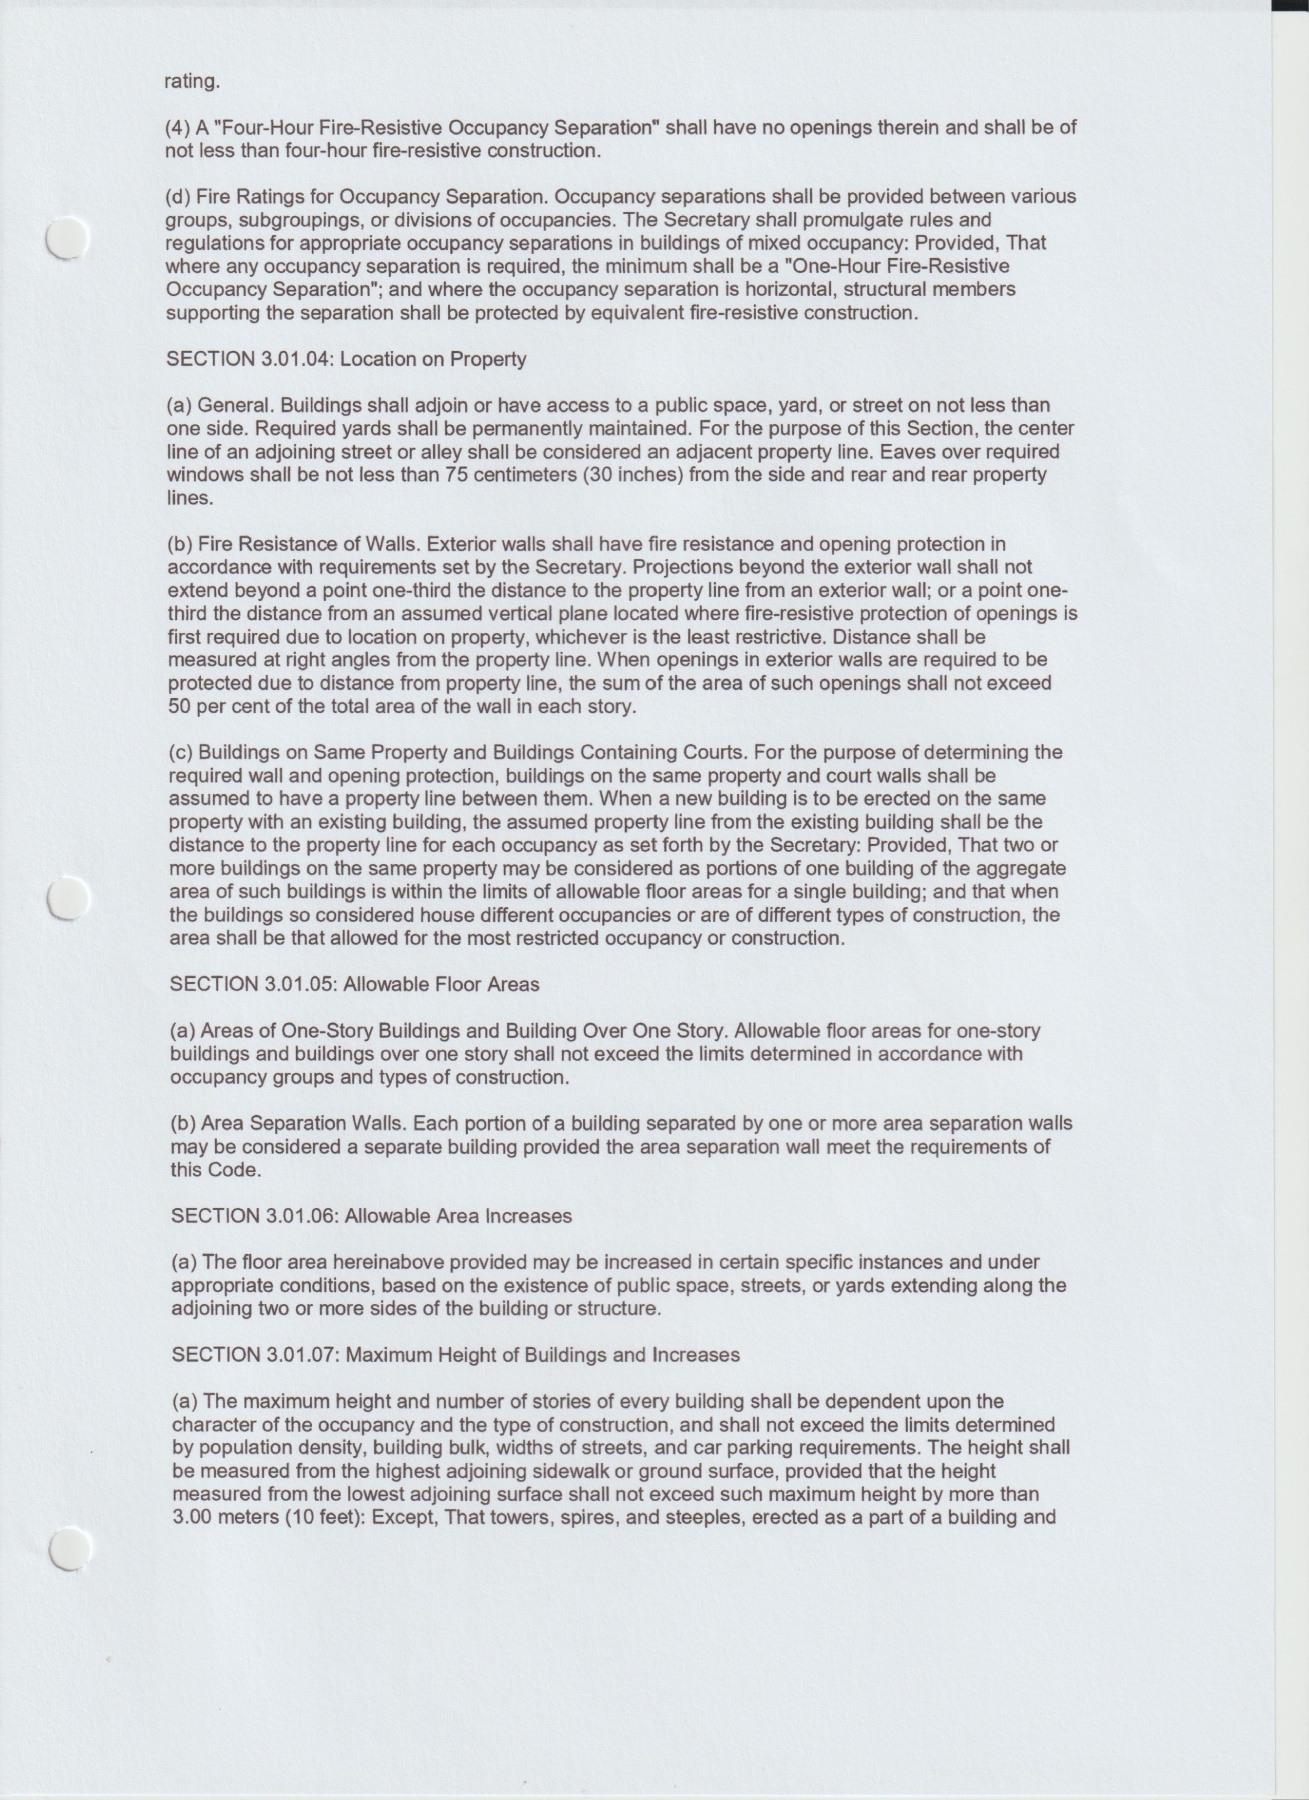 rating.
(4) A "Four-Hour Fire-Resistive Occupancy Separation" shall have no openings therein and shall be of
not less than four-hour fire-resistive construction.
(d) Fire Ratings for Occupancy Separation. Occupancy separations shall be provided between various
groups, subgroupings, or divisions of occupancies. The Secretary shall promulgate rules and
regulations for appropriate occupancy separations in buildings of mixed occupancy: Provided, That
where any occupancy separation is required, the minimum shall be a "One-Hour Fire-Resistive
Occupancy Separation"; and where the occupancy separation is horizontal, structural members
supporting the separation shall be protected by equivalent fire-resistive construction.
SECTION 3.01.04: Location on Property
(a) General. Buildings shall adjoin or have access to a public space, yard, or street on not less than
one side. Required yards shall be permanently maintained. For the purpose of this Section, the center
line of an adjoining street or alley shall be considered an adjacent property line. Eaves over required
windows shall be not less than 75 centimeters (30 inches) from the side and rear and rear property
lines.
(b) Fire Resistance of Walls. Exterior walls shall have fire resistance and opening protection in
accordance with requirements set by the Secretary. Projections beyond the exterior wall shall not
extend beyond a point one-third the distance to the property line from an exterior wall; or a point one-
third the distance from an assumed vertical plane located where fire-resistive protection of openings is
first required due to location on property, whichever is the least restrictive. Distance shall be
measured at right angles from the property line. When openings in exterior walls are required to be
protected due to distance from property line, the sum of the area of such openings shall not exceed
50 per cent of the total area of the wall in each story.
(c) Buildings on Same Property and Buildings Containing Courts. For the purpose of determining the
required wall and opening protection, buildings on the same property and court walls shall be
assumed to have a property line between them. When a new building is to be erected on the same
property with an existing building, the assumed property line from the existing building shall be the
distance to the property line for each occupancy as set forth by the Secretary: Provided, That two or
more buildings on the same property may be considered as portions of one building of the aggregate
area of such buildings is within the limits of allowable floor areas for a single building; and that when
the buildings so considered house different occupancies or are of different types of construction, the
area shall be that allowed for the most restricted occupancy or construction.
SECTION 3.01.05: Allowable Floor Areas
(a) Areas of One-Story Buildings and Building Over One Story. Allowable floor areas for one-story
buildings and buildings over one story shall not exceed the limits determined in accordance with
occupancy groups and types of construction.
(b) Area Separation Walls. Each portion of a building separated by one or more area separation walls
may be considered a separate building provided the area separation wall meet the requirements of
this Code.
SECTION 3.01.06: Allowable Area Increases
(a) The floor area hereinabove provided may be increased in certain specific instances and under
appropriate conditions, based on the existence of public space, streets, or yards extending along the
adjoining two or more sides of the building or structure.
SECTION 3.01.07: Maximum Height of Buildings and Increases
(a) The maximum height and number of stories of every building shall be dependent upon the
character of the occupancy and the type of construction, and shall not exceed the limits determined
by population density, building bulk, widths of streets, and car parking requirements. The height shall
be measured from the highest adjoining sidewalk or ground surface, provided that the height
measured from the lowest adjoining surface shall not exceed such maximum height by more than
3.00 meters (10 feet): Except, That towers, spires, and steeples, erected as a part of a building and